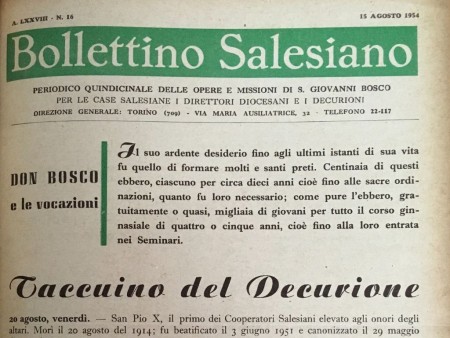 A. LXXVIII - N. 16
15 AGOSTO 1954
Bollettino Salesiano
PERIODICO QUINDICINALE DELLE OPERE E MISSIONI DI S. GIOVANNI BOSCO
PER LE CASE SALESIANE I DIRETTORI DIOCESANI E I DECURIONI
DIREZIONE GENERALE: TORINO (709) - VIA MARIA AUSILIATRICE, 32 - TELEFONO 22-117
DON BOSCO
e le vocazioni
Il suo ardente desiderio fino agli ultimi istanti di sua vita
fu quello di formare molti e santi preti. Centinaia di questi
ebbero, ciascuno per circa dieci anni cioè fino alle sacre ordi-
nazioni, quanto fu loro necessario; come pure l'ebbero, gra-
tuitamente o quasi, migliaia di giovani per tutto il corso gin-
nasiale di quattro o cinque anni, cioè fino alla loro entrata
nei Seminari.
Taccuino del Decurione
20 agosto, venerdì. — San Pio X, il primo dei Cooperatori Salesiani elevato agli onori degli
altari. Morì il 20 agosto del 1914; fu beatificato il 3 giugno 1951 e canonizzato il 29 maggio